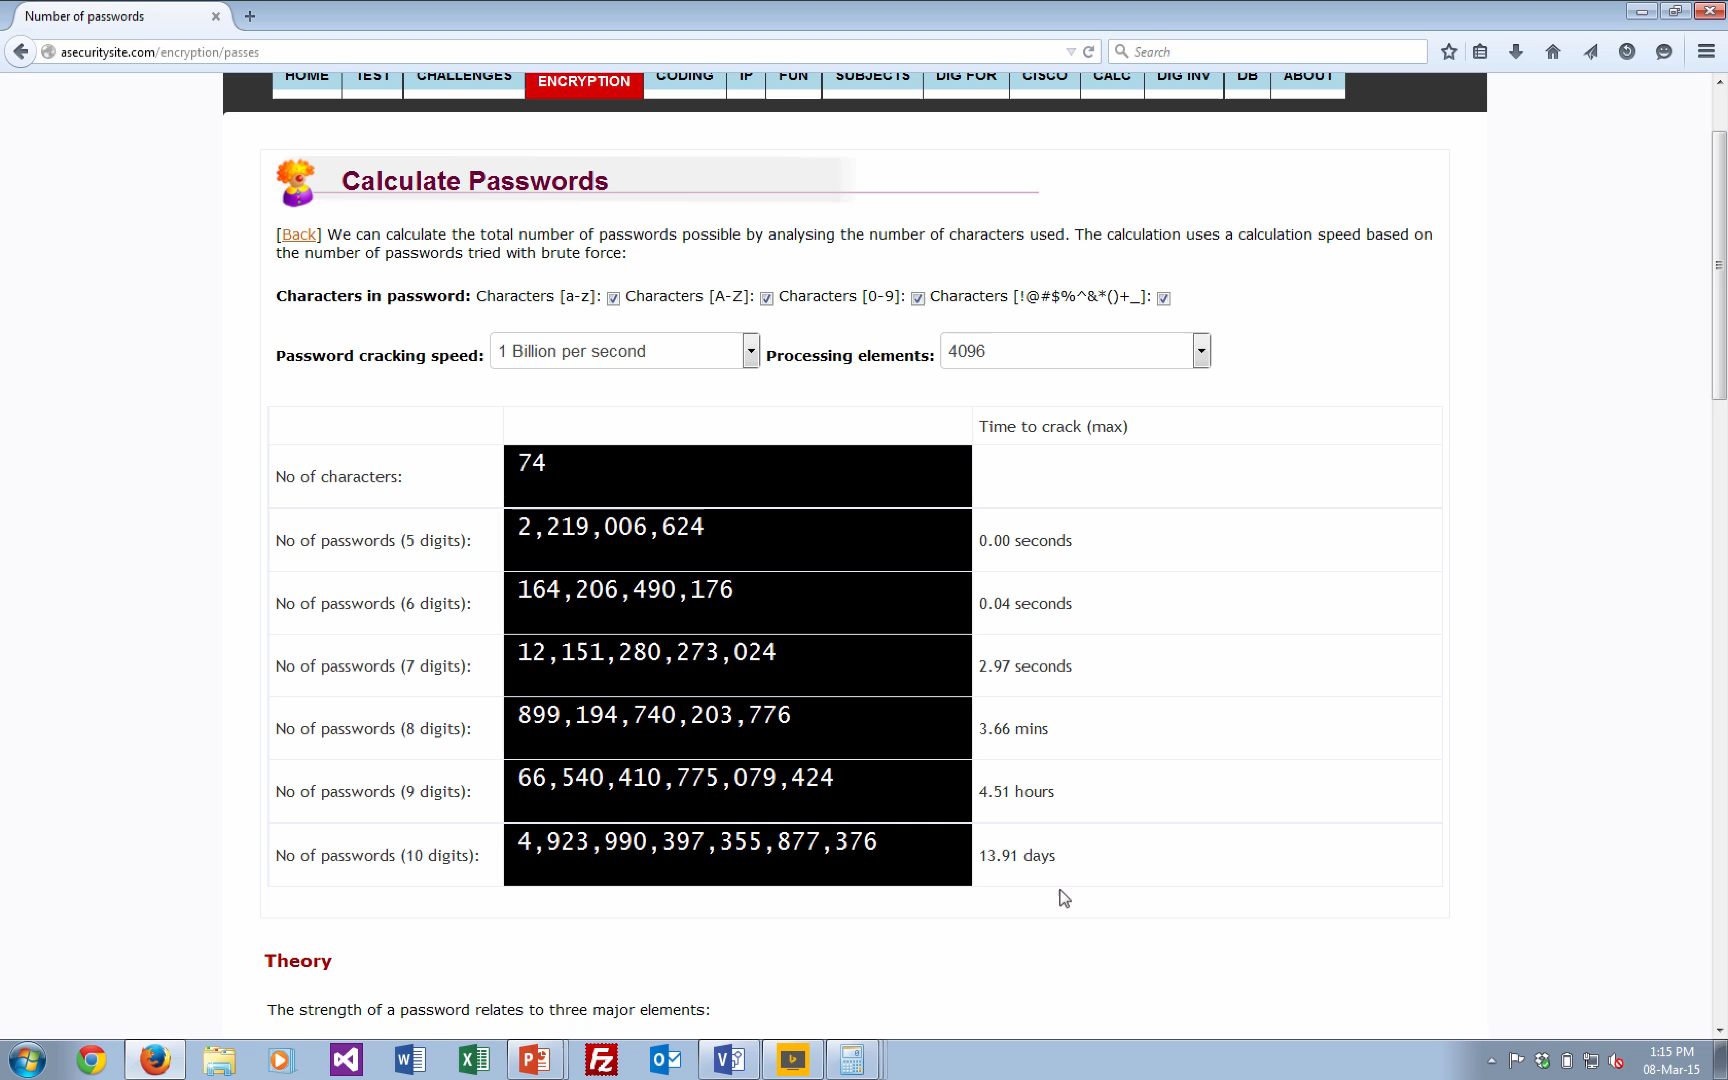 Number of passwords
asecuritysite.com/encryption/passes
Search
HOME TEST CHALLENGES ENCRYPTION CODING IP FUN SUBJECTS DIG FOR CISCO CALC DIG INV DB ABOUT
Calculate Passwords
[Back] We can calculate the total number of passwords possible by analysing the number of characters used. The calculation uses a calculation speed based on
the number of passwords tried with brute force:
Characters in password: Characters [a-z]: Characters [A-Z]: Characters [0-9]: Characters [!@#$%^&*()+_]:
Password cracking speed: 1 Billion per second Processing elements: 4096
Time to crack (max)
No of characters: 74
No of passwords (5 digits): 2,219,006,624 0.00 seconds
No of passwords (6 digits): 164,206,490,176 0.04 seconds
No of passwords (7 digits): 12,151,280,273,024 2.97 seconds
No of passwords (8 digits): 899,194,740,203,776 3.66 mins
No of passwords (9 digits): 66,540,410,775,079,424 4.51 hours
No of passwords (10 digits): 4,923,990,397,355,877,376 13.91 days
Theory
The strength of a password relates to three major elements:
1:15 PM
08-Mar-15